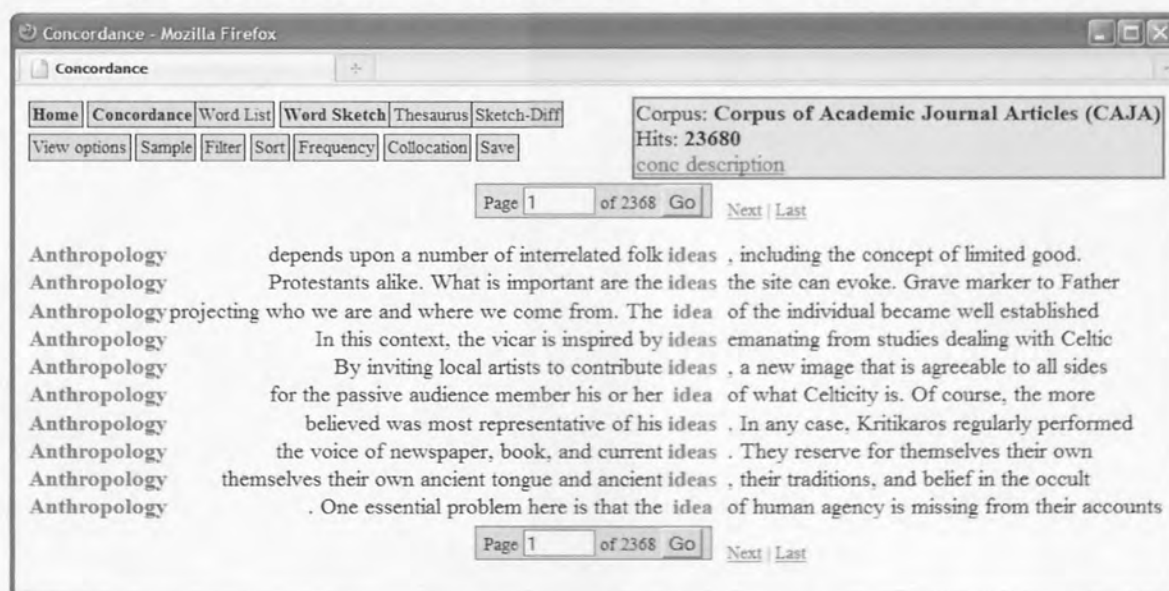 Concordance - Mozilla Firefox
Concordance
Home Concordance Word List Word Sketch Thesaurus Sketch-Diff
View options Sample Filter Sort Frequency Collocation Save
Corpus: Corpus of Academic Journal Articles (CAJA)
Hits: 23680
conc description
Page 1 of 2368 Go Next | Last
Anthropology depends upon a number of interrelated folk ideas , including the concept of limited good.
Anthropology Protestants alike. What is important are the ideas the site can evoke. Grave marker to Father
Anthropology projecting who we are and where we come from. The idea of the individual became well established
Anthropology In this context, the vicar is inspired by ideas emanating from studies dealing with Celtic
Anthropology By inviting local artists to contribute ideas , a new image that is agreeable to all sides
Anthropology for the passive audience member his or her idea of what Celticity is. Of course, the more
Anthropology believed was most representative of his ideas . In any case, Kritikaros regularly performed
Anthropology the voice of newspaper, book, and current ideas . They reserve for themselves their own
Anthropology themselves their own ancient tongue and ancient ideas , their traditions, and belief in the occult
Anthropology . One essential problem here is that the idea of human agency is missing from their accounts
Page 1 of 2368 Go Next | Last